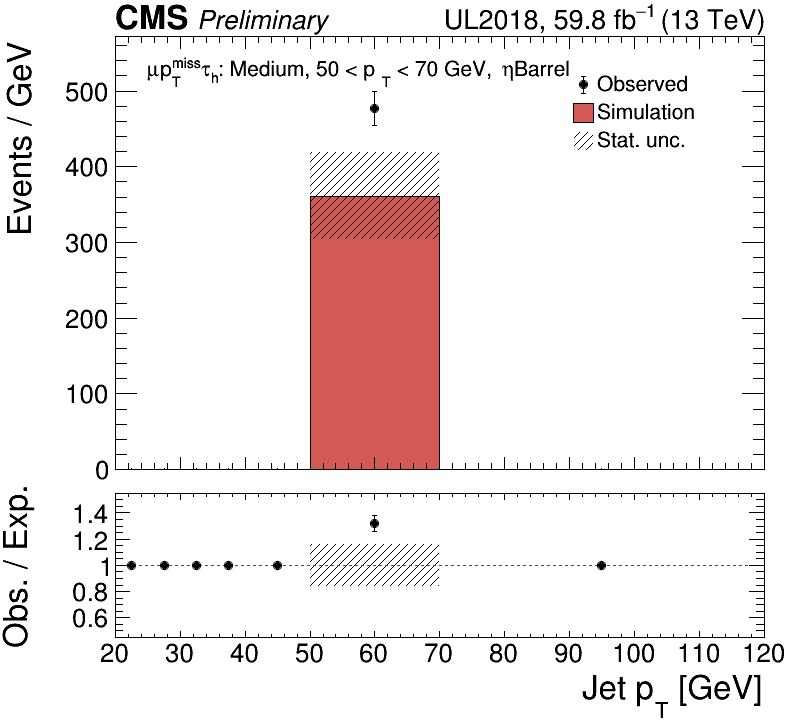 CMS Preliminary UL2018, 59.8 fb⁻¹ (13 TeV)
μp_T^miss τ_h: Medium, 50 < p_T < 70 GeV, ηBarrel
Observed
Simulation
Stat. unc.
Events / GeV
500
400
300
200
100
0
Obs. / Exp.
1.4
1.2
1
0.8
0.6
20 30 40 50 60 70 80 90 100 110 120
Jet p_T [GeV]